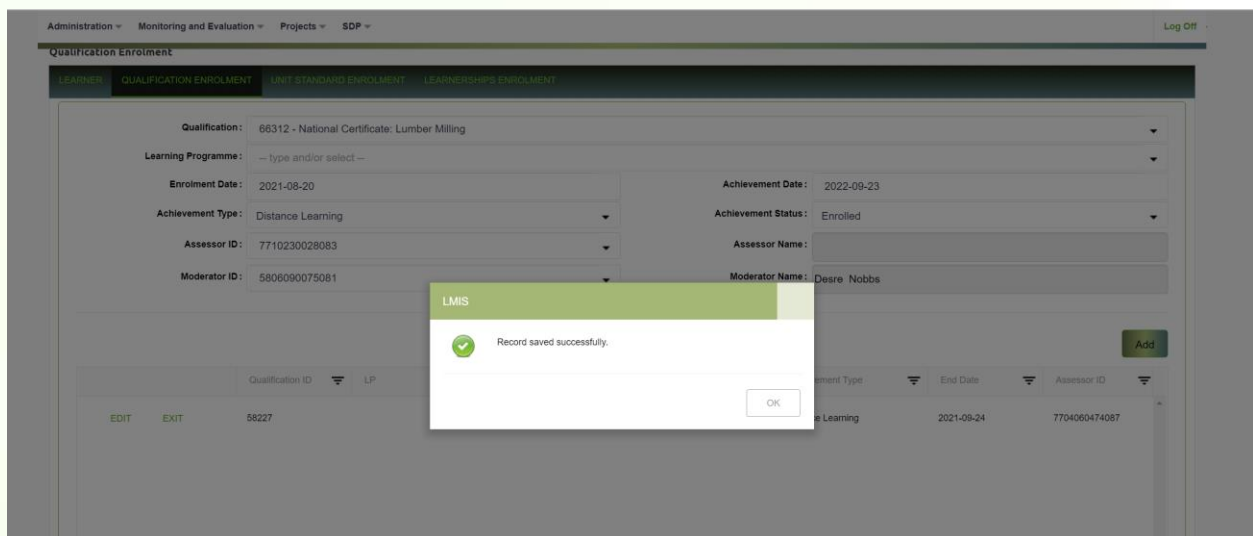 Administration Monitoring and Evaluation Projects SDP Log Off
Qualification Enrolment
LEARNER QUALIFICATION ENROLMENT UNIT STANDARD ENROLMENT LEARNERSHIPS ENROLMENT
Qualification: 66312 - National Certificate: Lumber Milling
Learning Programme: -- type and/or select --
Enrolment Date: 2021-08-20 Achievement Date: 2022-09-23
Achievement Type: Distance Learning Achievement Status: Enrolled
Assessor ID: 7710230028083 Assessor Name:
Moderator ID: 5806090075081 Moderator Name: Desre Nobbs
LMIS
Record saved successfully.
OK
Add
Qualification ID LP Type End Date Assessor ID
EDIT EXIT 58227 Learning 2021-09-24 7704060474087